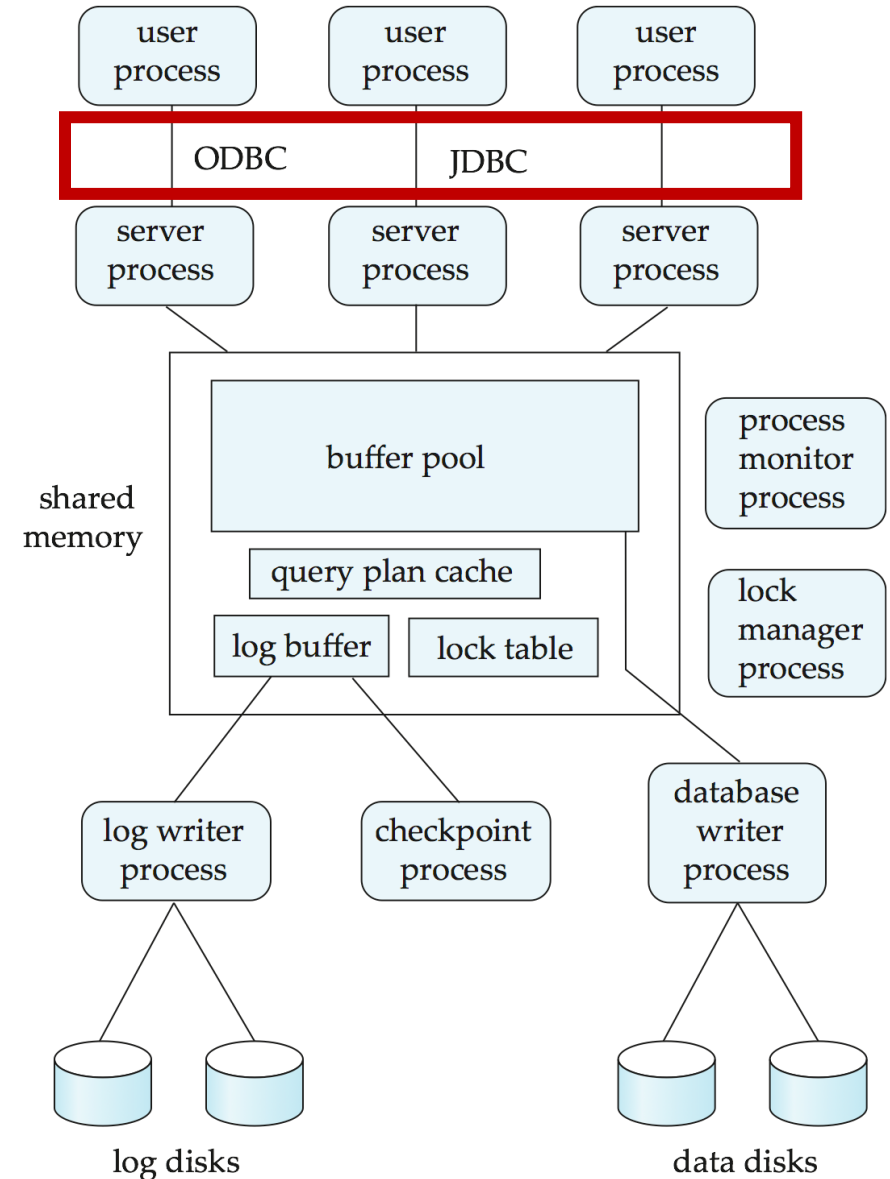 user
process
user
process
user
process
ODBC
JDBC
server
process
server
process
server
process
buffer pool
shared
memory
query plan cache
log buffer
lock table
process
monitor
process
lock
manager
process
log writer
process
checkpoint
process
database
writer
process
log disks
data disks